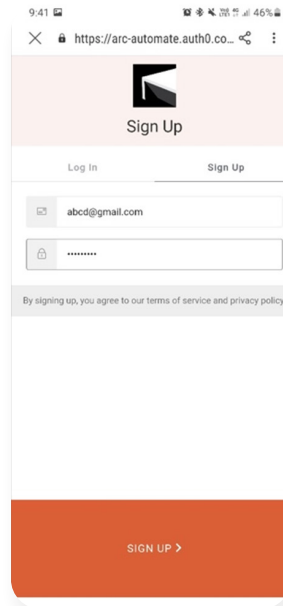 9:41 46%
https://arc-automate.auth0.co...
Sign Up
Log In Sign Up
abcd@gmail.com
•••••••••
By signing up, you agree to our terms of service and privacy policy
SIGN UP >